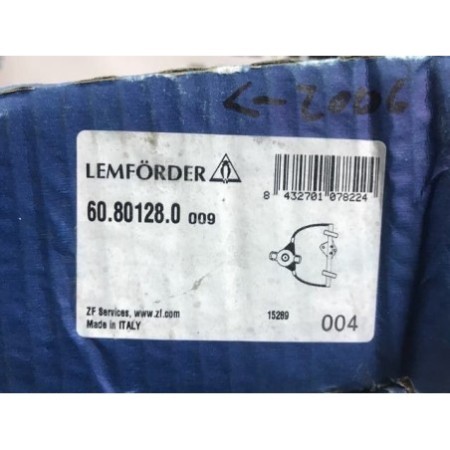 <-2006
LEMFÖRDER
8 432701 078224
60.80128.0 009
ZF Services, www.zf.com
Made in ITALY
15289
004